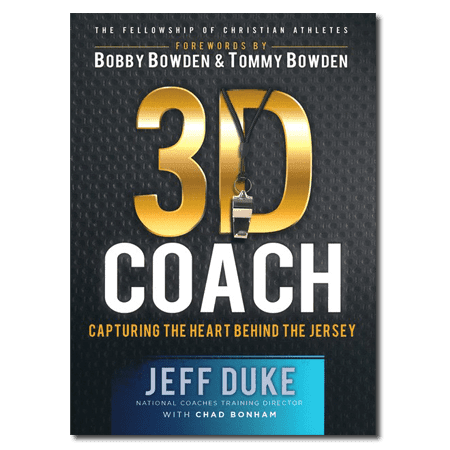 THE FELLOWSHIP OF CHRISTIAN ATHLETES
FOREWORDS BY
BOBBY BOWDEN & TOMMY BOWDEN
3D
COACH
CAPTURING THE HEART BEHIND THE JERSEY
JEFF DUKE
NATIONAL COACHES TRAINING DIRECTOR
WITH CHAD BONHAM